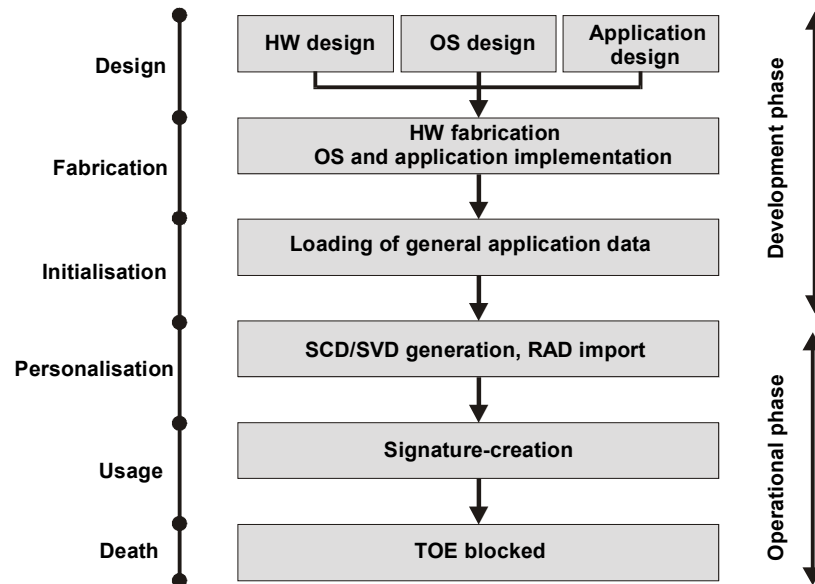 Design
HW design
OS design
Application
design
Fabrication
HW fabrication
OS and application implementation
Initialisation
Loading of general application data
Development phase
Personalisation
SCD/SVD generation, RAD import
Usage
Signature-creation
Death
TOE blocked
Operational phase